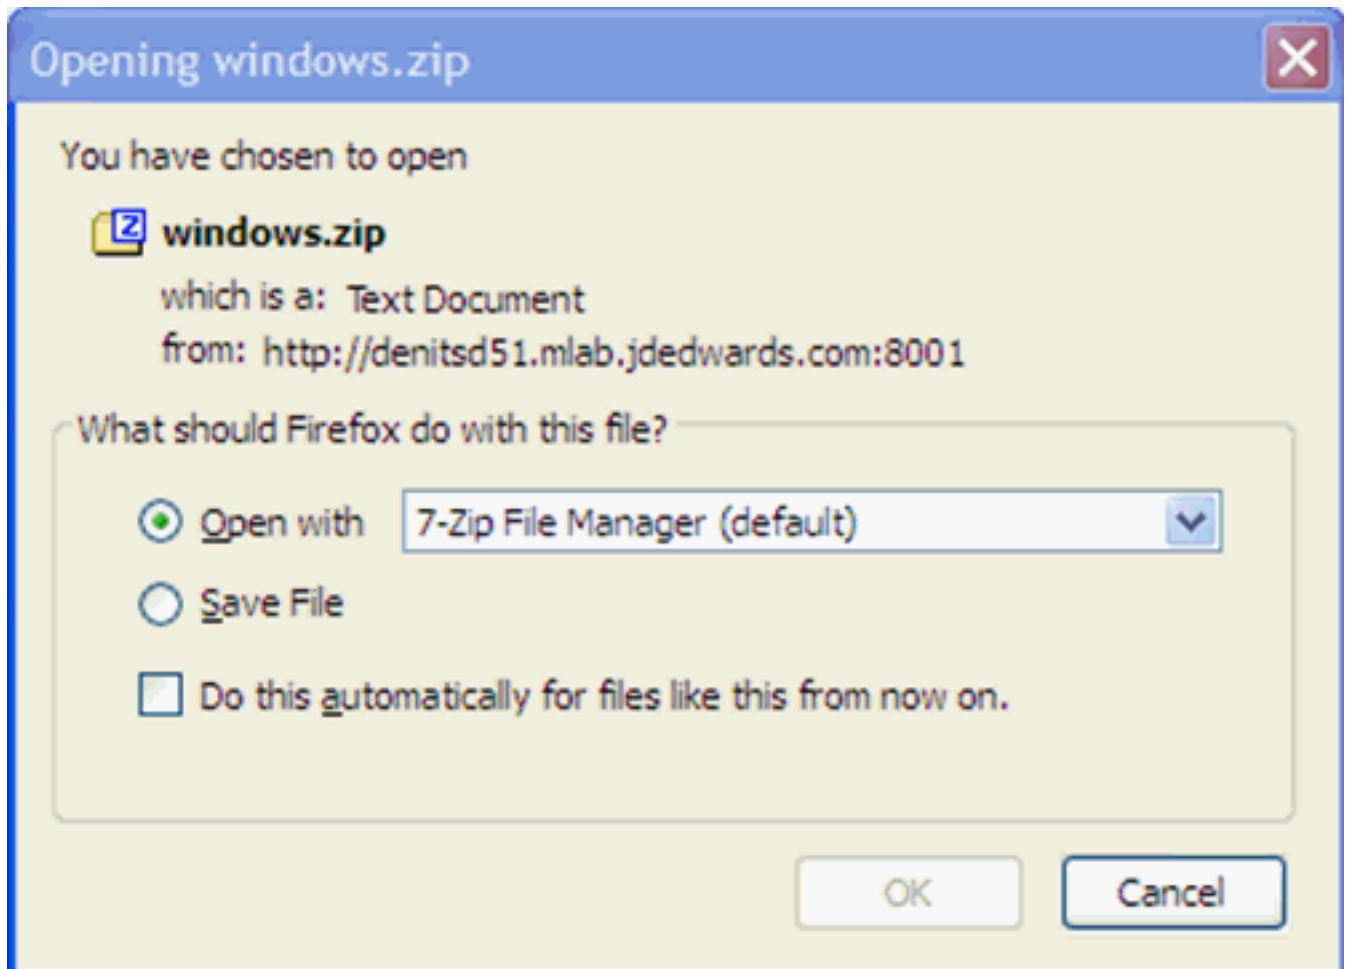 Opening windows.zip
You have chosen to open
windows.zip
which is a: Text Document
from: http://denitsd51.mlab.jdedwards.com:8001
What should Firefox do with this file?
Open with 7-Zip File Manager (default)
Save File
Do this automatically for files like this from now on.
OK Cancel